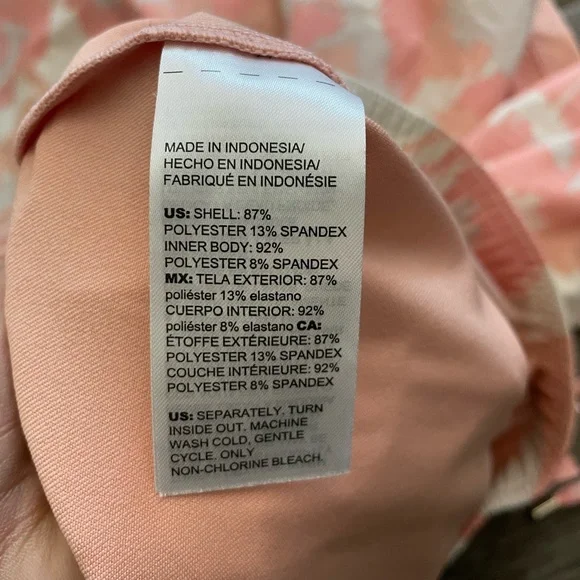 MADE IN INDONESIA/
HECHO EN INDONESIA/
FABRIQUÉ EN INDONÉSIE
US: SHELL: 87%
POLYESTER 13% SPANDEX
INNER BODY: 92%
POLYESTER 8% SPANDEX
MX: TELA EXTERIOR: 87%
poliéster 13% elastano
CUERPO INTERIOR: 92%
poliéster 8% elastano CA:
ÉTOFFE EXTÉRIEURE: 87%
POLYESTER 13% SPANDEX
COUCHE INTÉRIEURE: 92%
POLYESTER 8% SPANDEX
US: SEPARATELY. TURN
INSIDE OUT. MACHINE
WASH COLD, GENTLE
CYCLE. ONLY
NON-CHLORINE BLEACH.